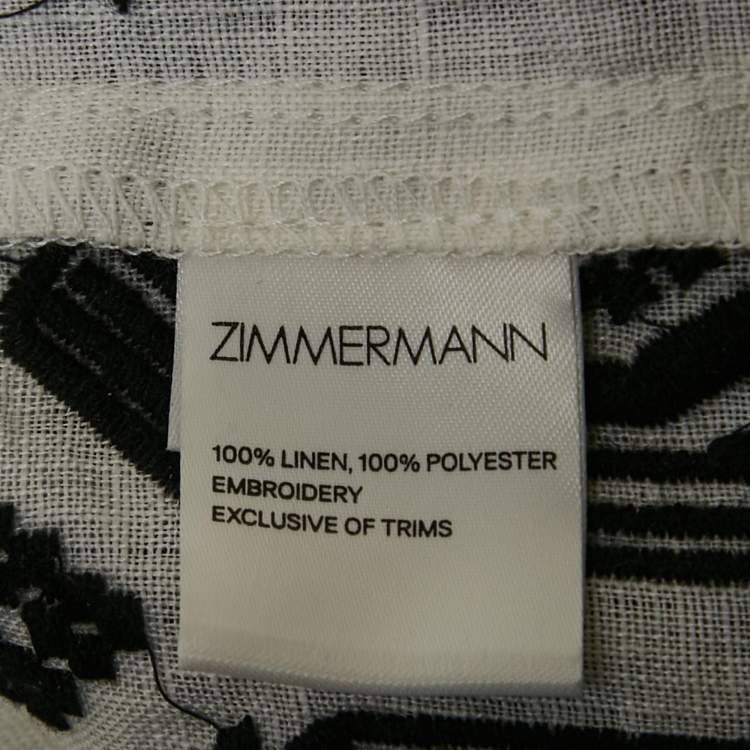 ZIMMERMANN
100% LINEN, 100% POLYESTER
EMBROIDERY
EXCLUSIVE OF TRIMS